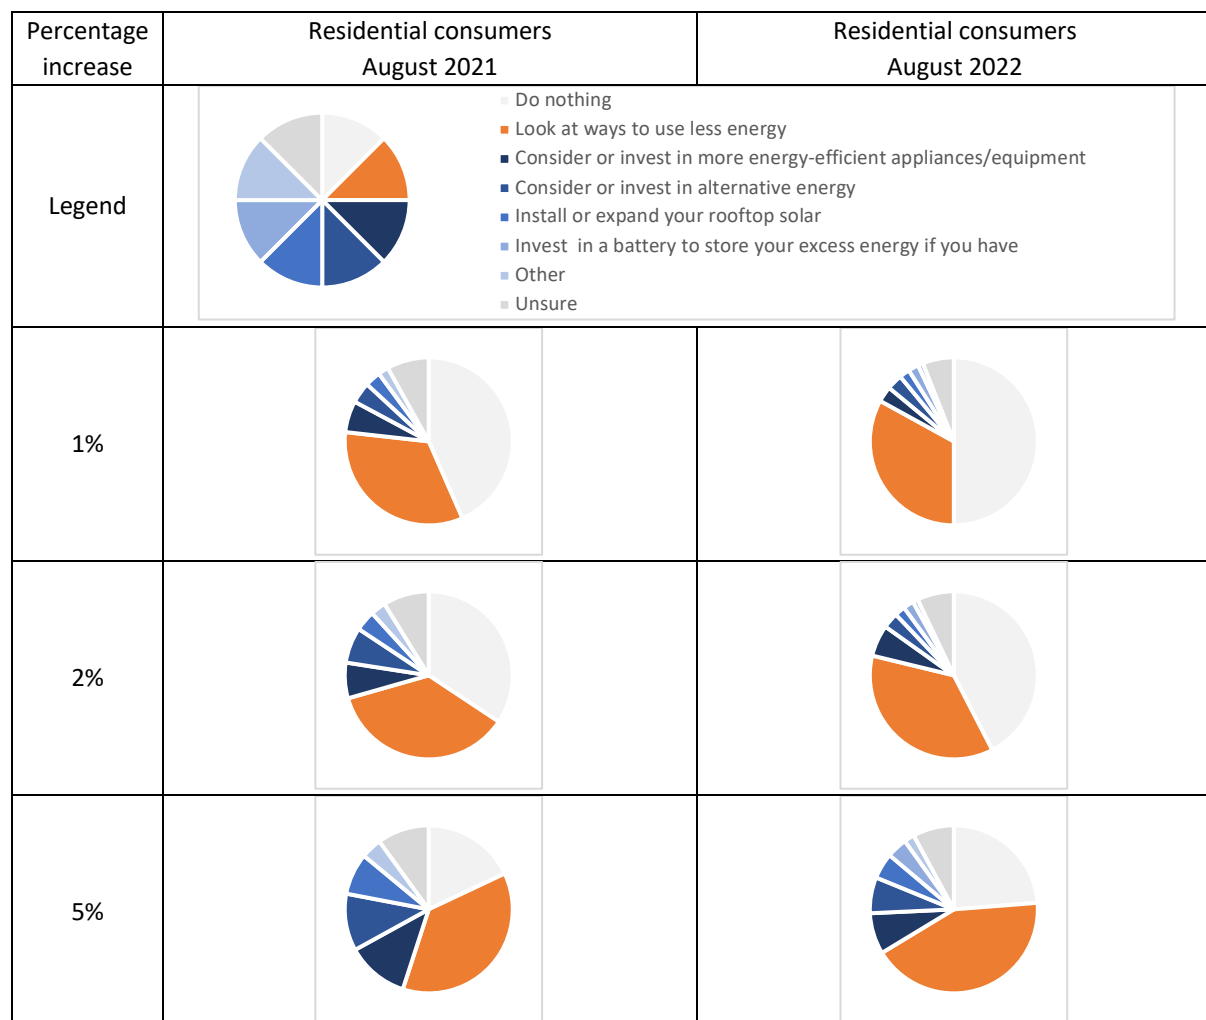 Percentage
increase
Residential consumers
August 2021
Residential consumers
August 2022
Legend
Do nothing
Look at ways to use less energy
Consider or invest in more energy-efficient appliances/equipment
Consider or invest in alternative energy
Install or expand your rooftop solar
Invest  in a battery to store your excess energy if you have
Other
Unsure
1%
2%
5%